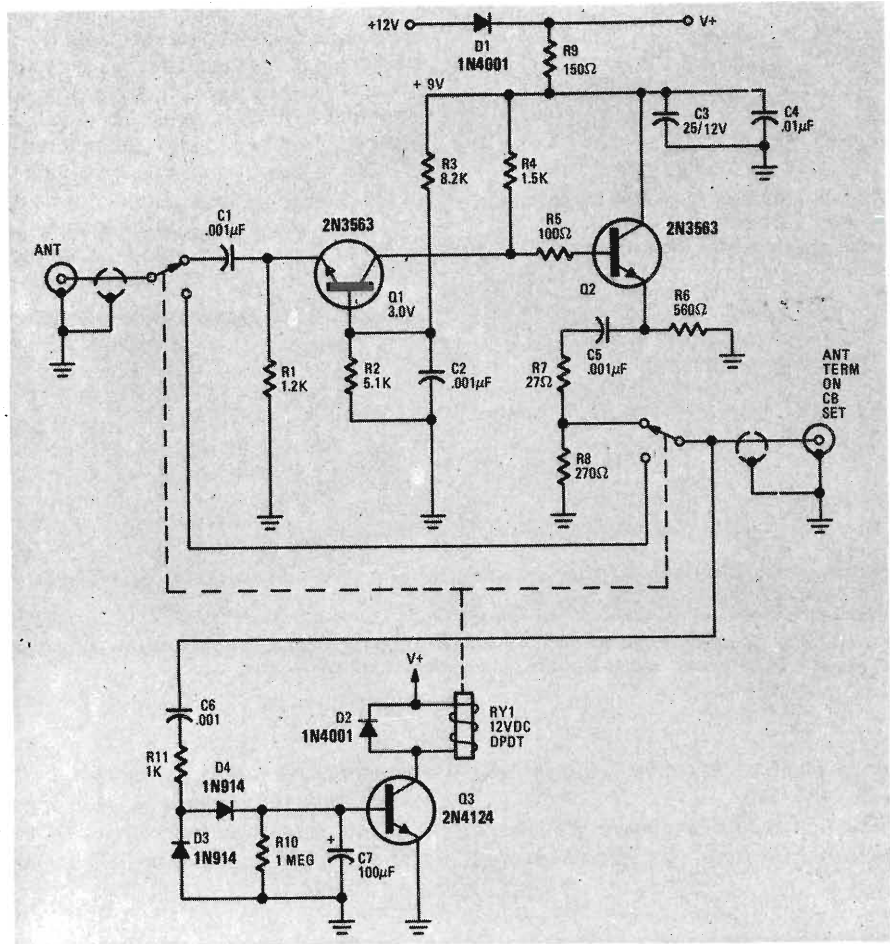 +12V
D1
1N4001
V+
R9
150Ω
+ 9V
C3
25/12V
C4
.01µF
R3
8.2K
R4
1.5K
C1
.001µF
2N3563
R5
100Ω
2N3563
ANT
Q1
3.0V
Q2
R6
560Ω
R1
1.2K
R2
5.1K
C2
.001µF
C5
.001µF
R7
27Ω
R8
270Ω
ANT
TERM
ON
CB
SET
V+
C6
.001
D2
1N4001
RY1
12VDC
DPDT
R11
1K
D4
1N914
Q3
2N4124
D3
1N914
R10
1 MEG
+
C7
100µF